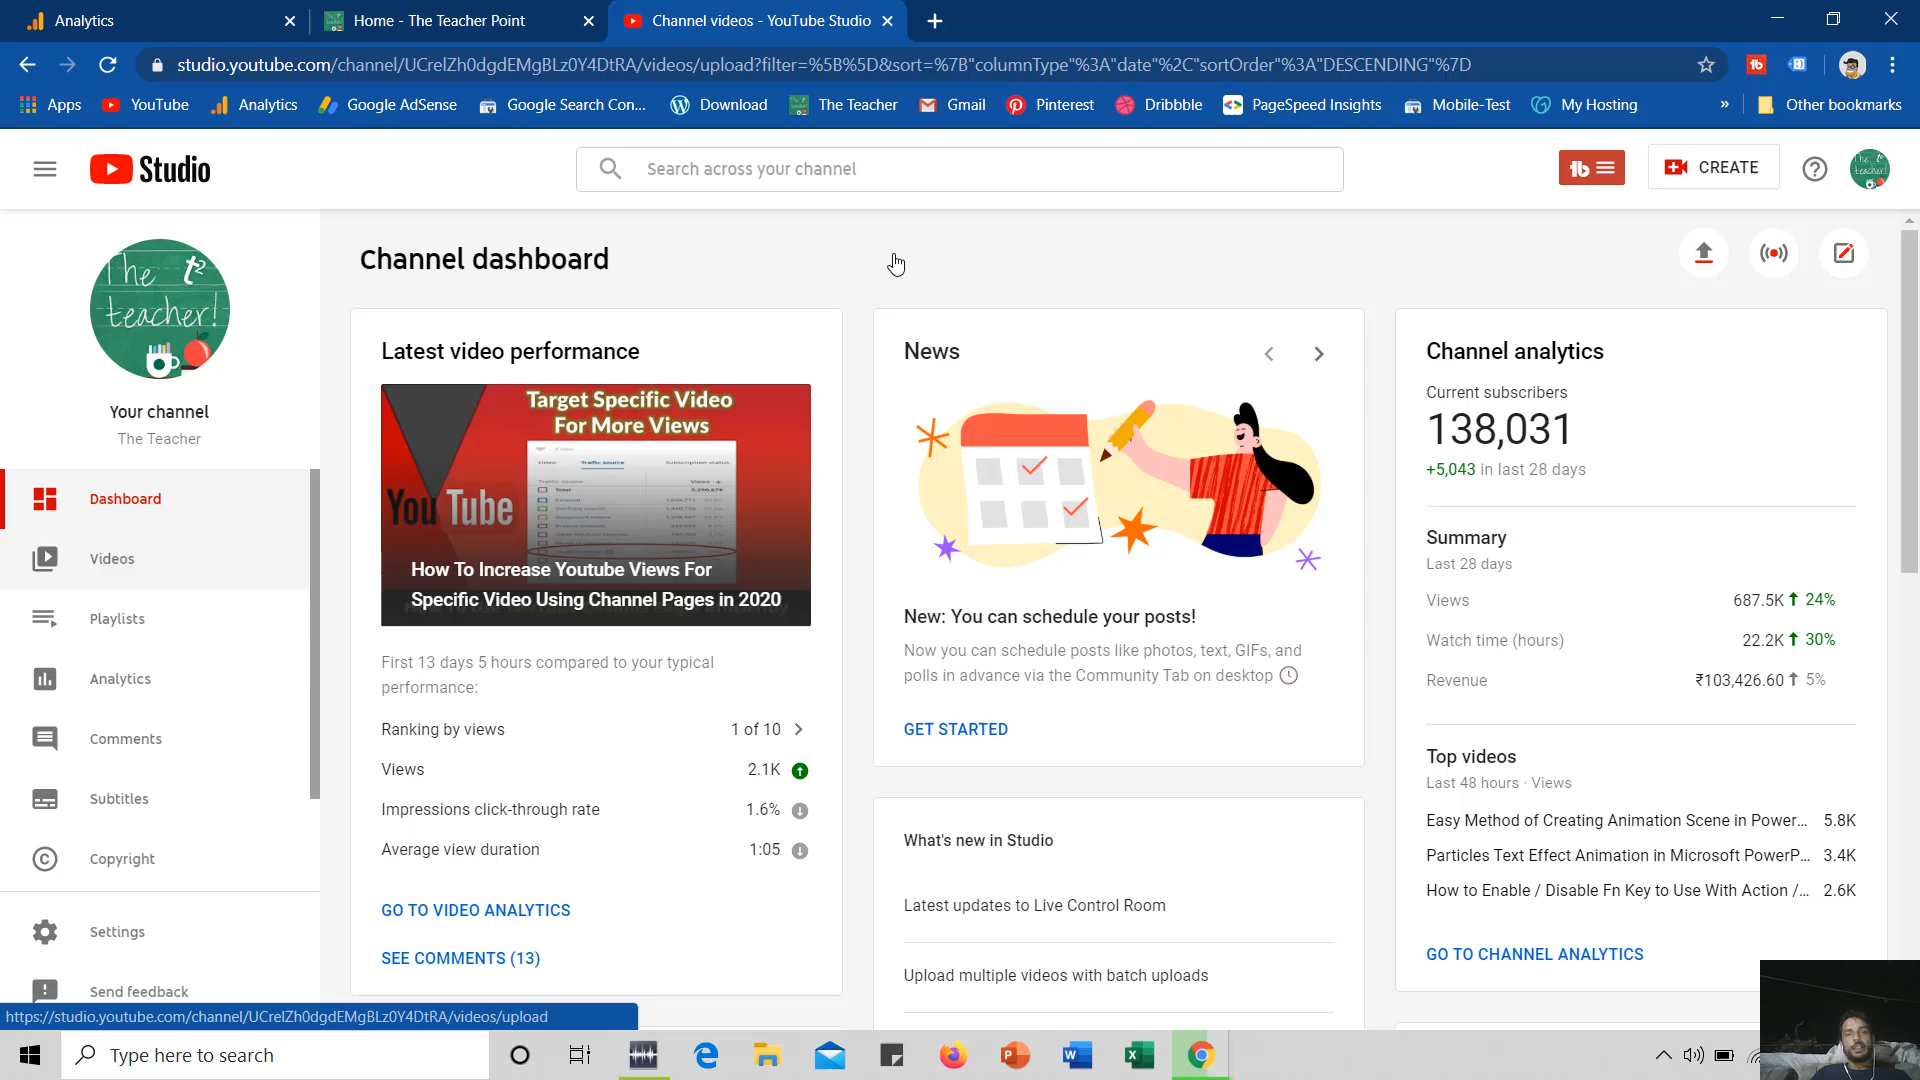 Analytics
Home - The Teacher Point
Channel videos - YouTube Studio
studio.youtube.com/channel/UCrelZh0dgdEMgBLz0Y4DtRA/videos/upload?filter=%5B%5D&sort=%7B"columnType"%3A"date"%2C"sortOrder"%3A"DESCENDING"%7D
Apps YouTube Analytics Google AdSense Google Search Con... Download The Teacher Gmail Pinterest Dribbble PageSpeed Insights Mobile-Test My Hosting » Other bookmarks
Studio
Search across your channel
CREATE
The t2
teacher!
Your channel
The Teacher
Dashboard
Videos
Playlists
Analytics
Comments
Subtitles
Copyright
Settings
Send feedback
Channel dashboard
Latest video performance
Target Specific Video
For More Views
Video Traffic source Subscription status
YouTube
How To Increase Youtube Views For
Specific Video Using Channel Pages in 2020
First 13 days 5 hours compared to your typical
performance:
Ranking by views 1 of 10
Views 2.1K
Impressions click-through rate 1.6%
Average view duration 1:05
GO TO VIDEO ANALYTICS
SEE COMMENTS (13)
News
New: You can schedule your posts!
Now you can schedule posts like photos, text, GIFs, and
polls in advance via the Community Tab on desktop
GET STARTED
What's new in Studio
Latest updates to Live Control Room
Upload multiple videos with batch uploads
Channel analytics
Current subscribers
138,031
+5,043 in last 28 days
Summary
Last 28 days
Views 687.5K 24%
Watch time (hours) 22.2K 30%
Revenue ₹103,426.60 5%
Top videos
Last 48 hours · Views
Easy Method of Creating Animation Scene in Power... 5.8K
Particles Text Effect Animation in Microsoft PowerP... 3.4K
How to Enable / Disable Fn Key to Use With Action /... 2.6K
GO TO CHANNEL ANALYTICS
https://studio.youtube.com/channel/UCrelZh0dgdEMgBLz0Y4DtRA/videos/upload
Type here to search